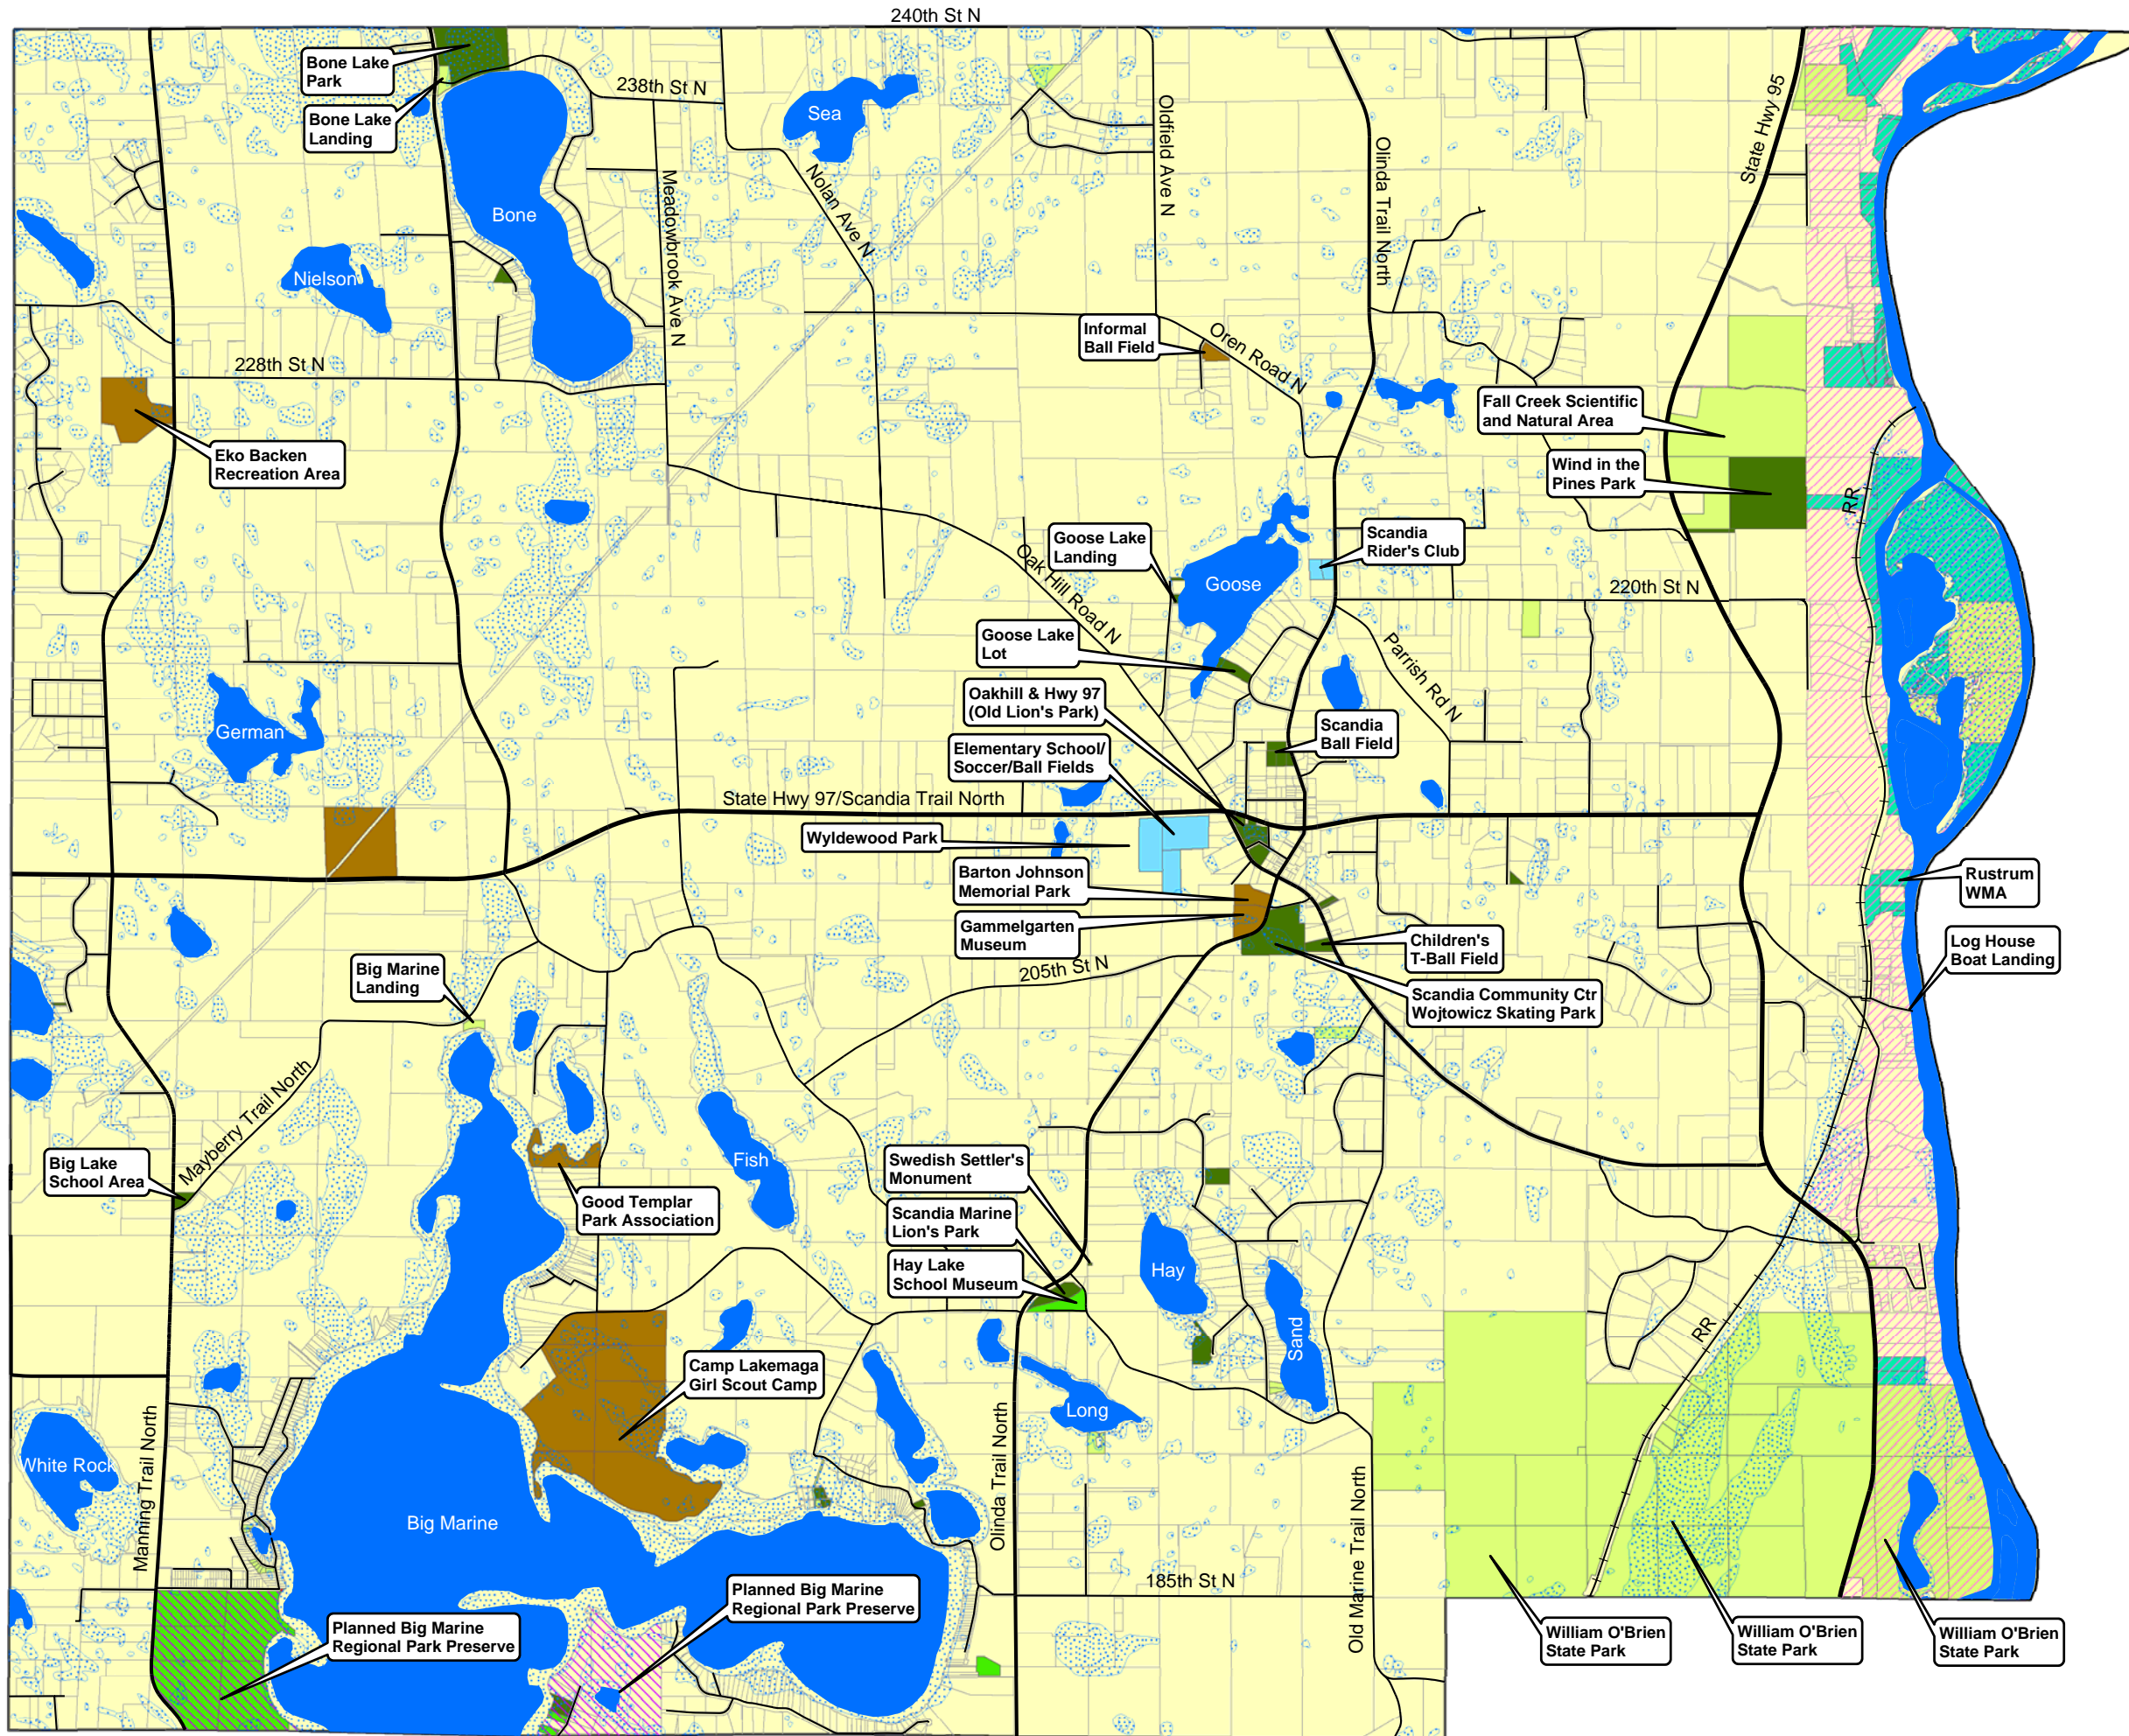 240th St N
Bone Lake
Park
Bone Lake
Landing
238th St N
Sea
Oldfield Ave N
Olinda Trail North
State Hwy 95
Meadowbrook Ave N
Nolan Ave N
Bone
Nielson
Informal
Ball Field
Oren Road N
228th St N
Fall Creek Scientific
and Natural Area
Eko Backen
Recreation Area
Wind in the
Pines Park
RR
Goose Lake
Landing
Scandia
Rider's Club
Oak Hill Road N
Goose
220th St N
Goose Lake
Lot
Parrish Rd N
Oakhill & Hwy 97
(Old Lion's Park)
German
Scandia
Ball Field
Elementary School/
Soccer/Ball Fields
State Hwy 97/Scandia Trail North
Wyldewood Park
Barton Johnson
Memorial Park
Rustrum
WMA
Gammelgarten
Museum
Children's
T-Ball Field
Log House
Boat Landing
Big Marine
Landing
205th St N
Scandia Community Ctr
Wojtowicz Skating Park
Mayberry Trail North
Big Lake
School Area
Fish
Swedish Settler's
Monument
Good Templar
Park Association
Scandia Marine
Lion's Park
Hay Lake
School Museum
Hay
Sand
RR
Camp Lakemaga
Girl Scout Camp
Long
Manning Trail North
White Rock
Olinda Trail North
Old Marine Trail North
Big Marine
185th St N
Planned Big Marine
Regional Park Preserve
Planned Big Marine
Regional Park Preserve
William O'Brien
State Park
William O'Brien
State Park
William O'Brien
State Park